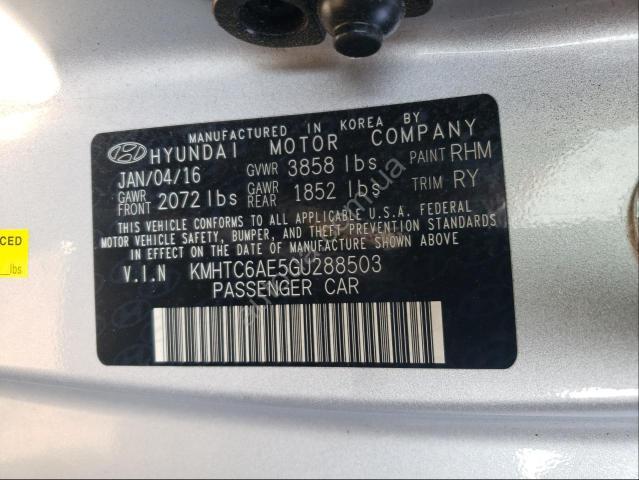 MANUFACTURED IN KOREA BY
HYUNDAI MOTOR COMPANY
JAN/04/16 GVWR 3858 lbs PAINT RHM
GAWR FRONT 2072 lbs GAWR REAR 1852 lbs TRIM RY
THIS VEHICLE CONFORMS TO ALL APPLICABLE U.S.A. FEDERAL
MOTOR VEHICLE SAFETY, BUMPER, AND THEFT PREVENTION STANDARDS
IN EFFECT ON THE DATE OF MANUFACTURE SHOWN ABOVE
V.I.N KMHTC6AE5GU288503
PASSENGER CAR
CED
lbs